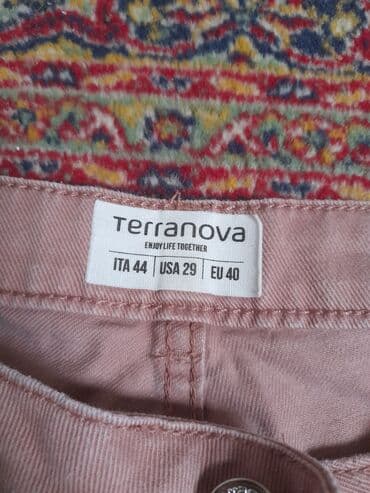 Terranova
ENJOY LIFE TOGETHER
ITA 44 | USA 29 | EU 40